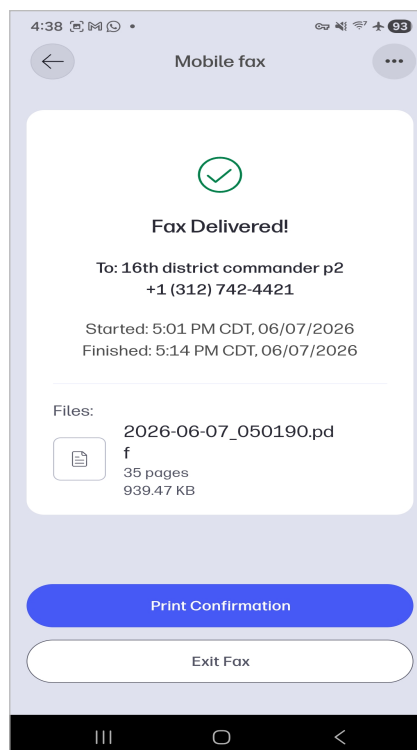 4:38
93
Mobile fax
Fax Delivered!
To: 16th district commander p2
+1 (312) 742-4421
Started: 5:01 PM CDT, 06/07/2026
Finished: 5:14 PM CDT, 06/07/2026
Files:
2026-06-07_050190.pd
f
35 pages
939.47 KB
Print Confirmation
Exit Fax